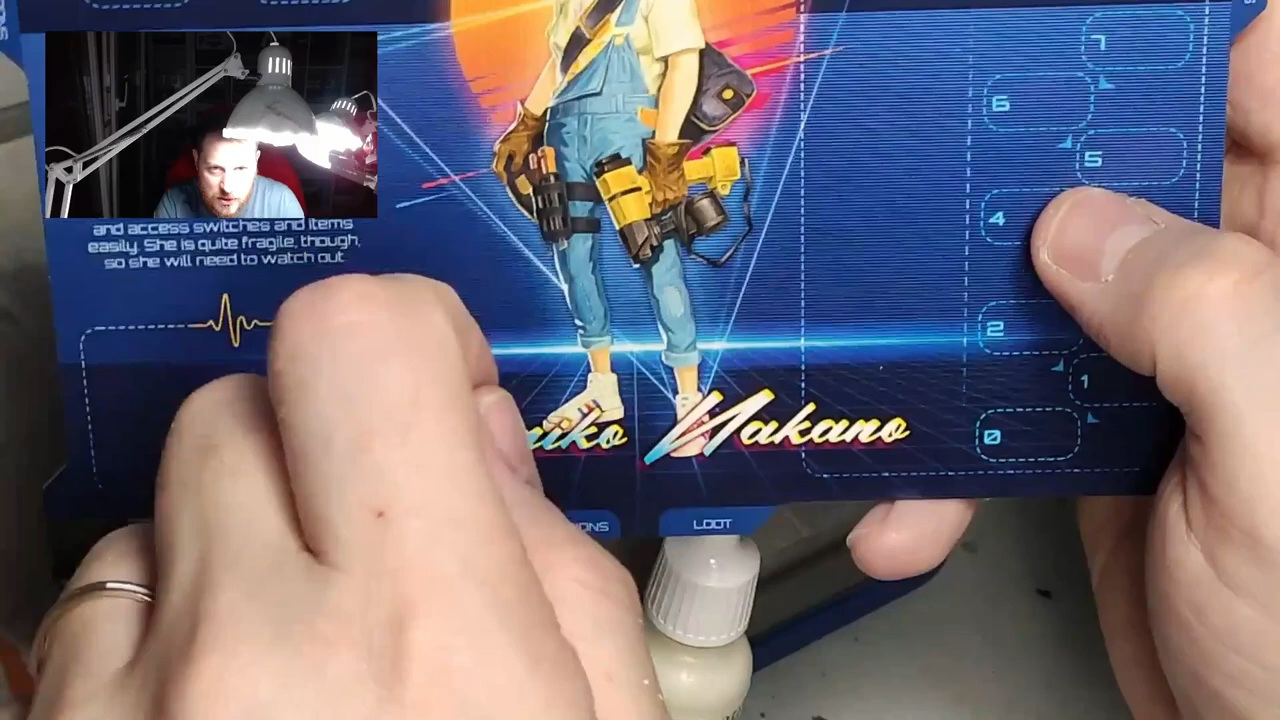 7
6
5
4
and access switches and items
easily. She is quite fragile, though,
so she will need to watch out
2
1
0
Nakano
LOOT